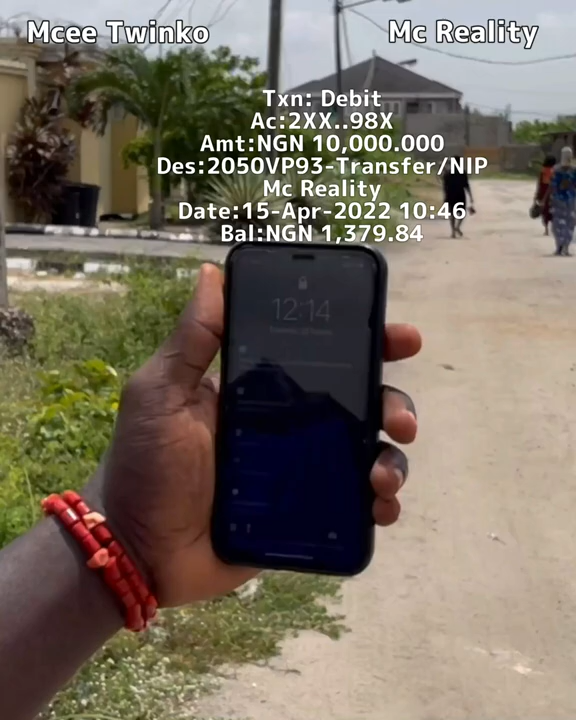 Mcee Twinko
Mc Reality
Txn: Debit
Ac:2XX..98X
Amt:NGN 10,000.000
Des:2050VP93-Transfer/NIP
Mc Reality
Date:15-Apr-2022 10:46
Bal:NGN 1,379.84
12:14